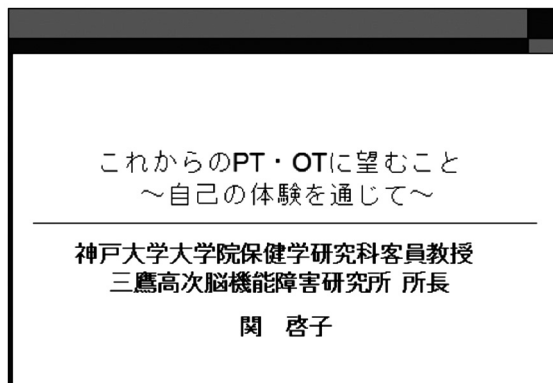 これからのPT・OTに望むこと
～自己の体験を通じて～
神戸大学大学院保健学研究科客員教授
三鷹高次脳機能障害研究所 所長
関 啓子